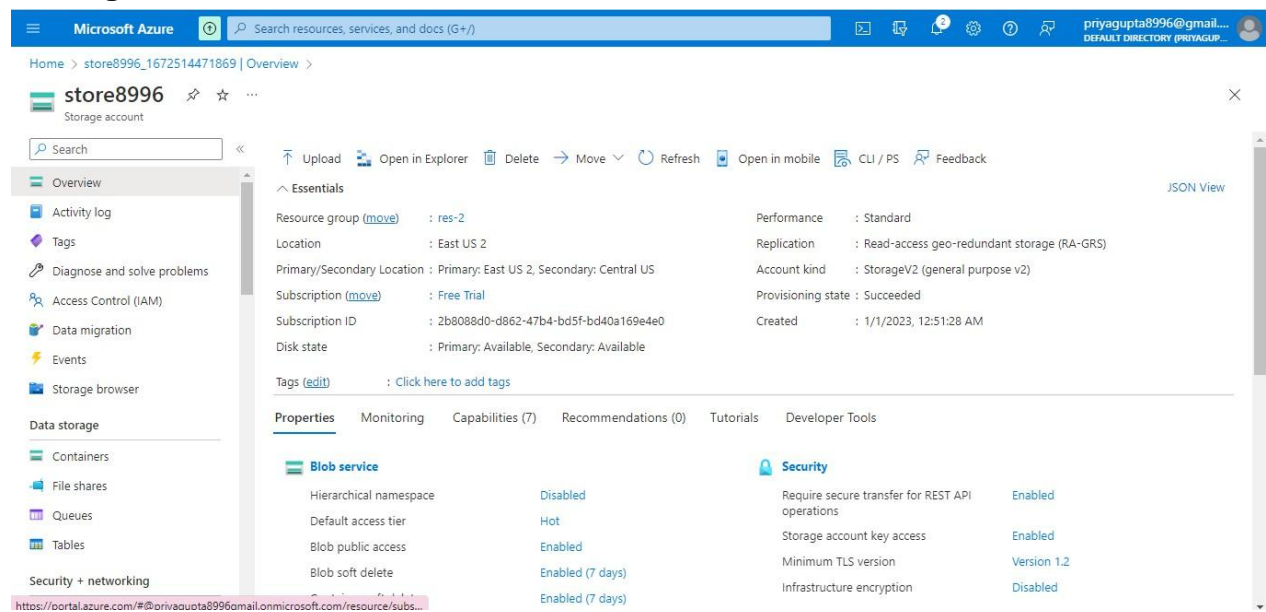 Microsoft Azure
Search resources, services, and docs (G+/)
2
priyagupta8996@gmail....
DEFAULT DIRECTORY (PRIYAGUP...
Home > store8996_1672514471869 | Overview >
store8996
Storage account
Search
Overview
Activity log
Tags
Diagnose and solve problems
Access Control (IAM)
Data migration
Events
Storage browser
Data storage
Containers
File shares
Queues
Tables
Security + networking
Upload Open in Explorer Delete Move Refresh Open in mobile CLI / PS Feedback
Essentials
JSON View
Resource group (move) : res-2
Location : East US 2
Primary/Secondary Location : Primary: East US 2, Secondary: Central US
Subscription (move) : Free Trial
Subscription ID : 2b8088d0-d862-47b4-bd5f-bd40a169e4e0
Disk state : Primary: Available, Secondary: Available
Performance : Standard
Replication : Read-access geo-redundant storage (RA-GRS)
Account kind : StorageV2 (general purpose v2)
Provisioning state : Succeeded
Created : 1/1/2023, 12:51:28 AM
Tags (edit) : Click here to add tags
Properties Monitoring Capabilities (7) Recommendations (0) Tutorials Developer Tools
Blob service
Hierarchical namespace Disabled
Default access tier Hot
Blob public access Enabled
Blob soft delete Enabled (7 days)
Enabled (7 days)
Security
Require secure transfer for REST API
operations Enabled
Storage account key access Enabled
Minimum TLS version Version 1.2
Infrastructure encryption Disabled
https://portal.azure.com/#@priyagupta8996gmail.onmicrosoft.com/resource/subs...